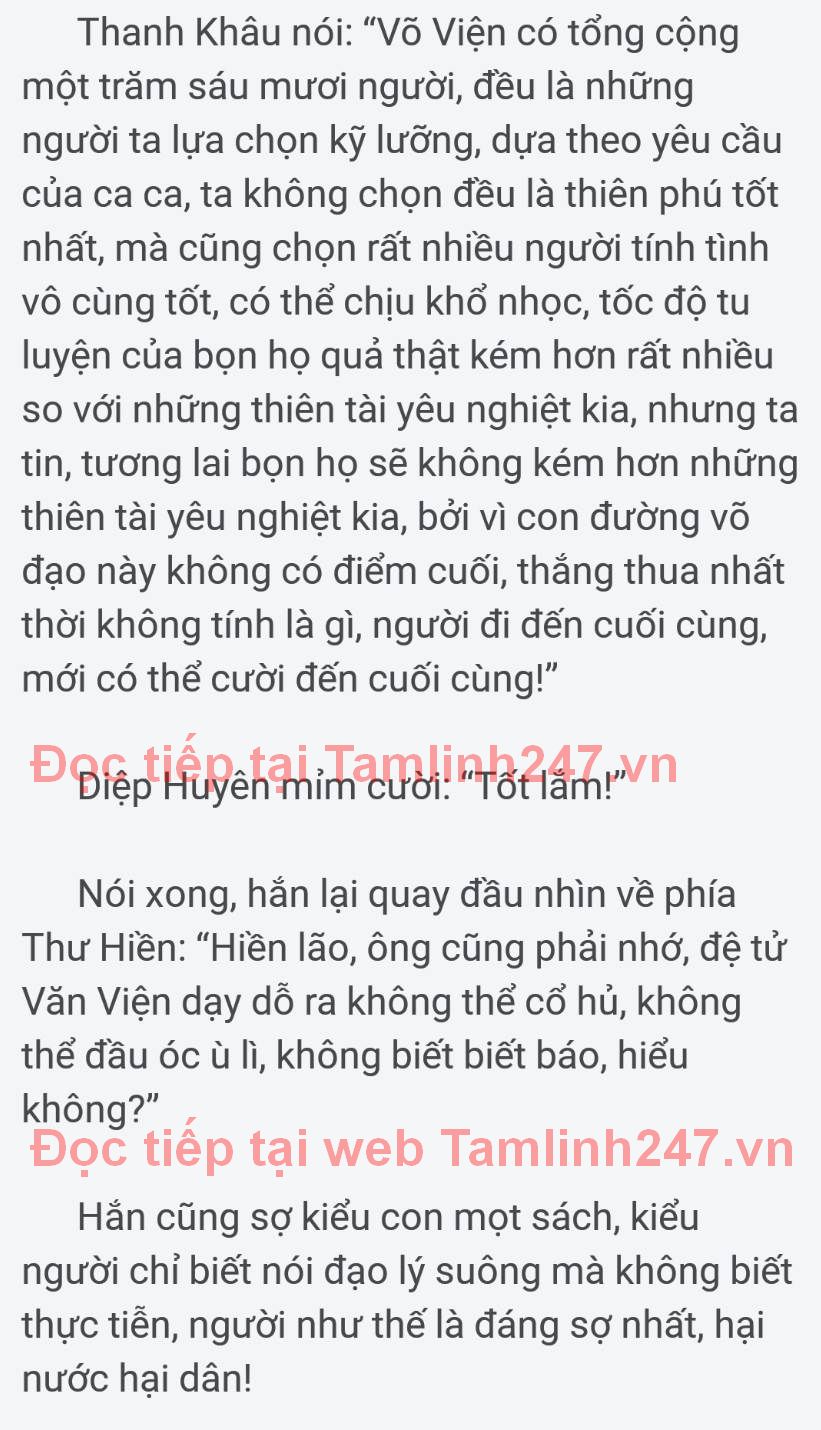 Thanh Khâu nói: “Võ Viện có tổng cộng
một trăm sáu mươi người, đều là những
người ta lựa chọn kỹ lưỡng, dựa theo yêu cầu
của ca ca, ta không chọn đều là thiên phú tốt
nhất, mà cũng chọn rất nhiều người tính tình
vô cùng tốt, có thể chịu khổ nhọc, tốc độ tu
luyện của bọn họ quả thật kém hơn rất nhiều
so với những thiên tài yêu nghiệt kia, nhưng ta
tin, tương lai bọn họ sẽ không kém hơn những
thiên tài yêu nghiệt kia, bởi vì con đường võ
đạo này không có điểm cuối, thắng thua nhất
thời không tính là gì, người đi đến cuối cùng,
mới có thể cười đến cuối cùng!”
Đọc tiếp tại Tamlinh247.vn
Diệp Huyên mỉm cười: “Tốt lắm!”
Nói xong, hắn lại quay đầu nhìn về phía
Thư Hiền: “Hiền lão, ông cũng phải nhớ, đệ tử
Văn Viện dạy dỗ ra không thể cổ hủ, không
thể đầu óc ù lì, không biết biết báo, hiểu
không?”
Đọc tiếp tại web Tamlinh247.vn
Hắn cũng sợ kiểu con mọt sách, kiểu
người chỉ biết nói đạo lý suông mà không biết
thực tiễn, người như thế là đáng sợ nhất, hại
nước hại dân!